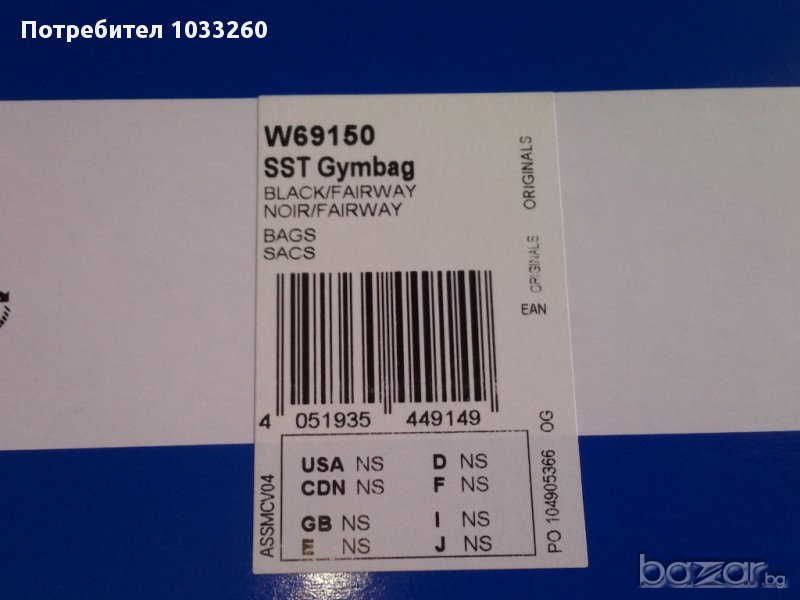 Потребител 1033260
W69150
SST Gymbag
BLACK/FAIRWAY
NOIR/FAIRWAY
BAGS
SACS
ORIGINALS
ORIGINALS
EAN
4 051935 449149
OG
PO 104905366
ASSMCV04
USA NS D NS
CDN NS F NS
GB NS I NS
E NS J NS
bazar.bg